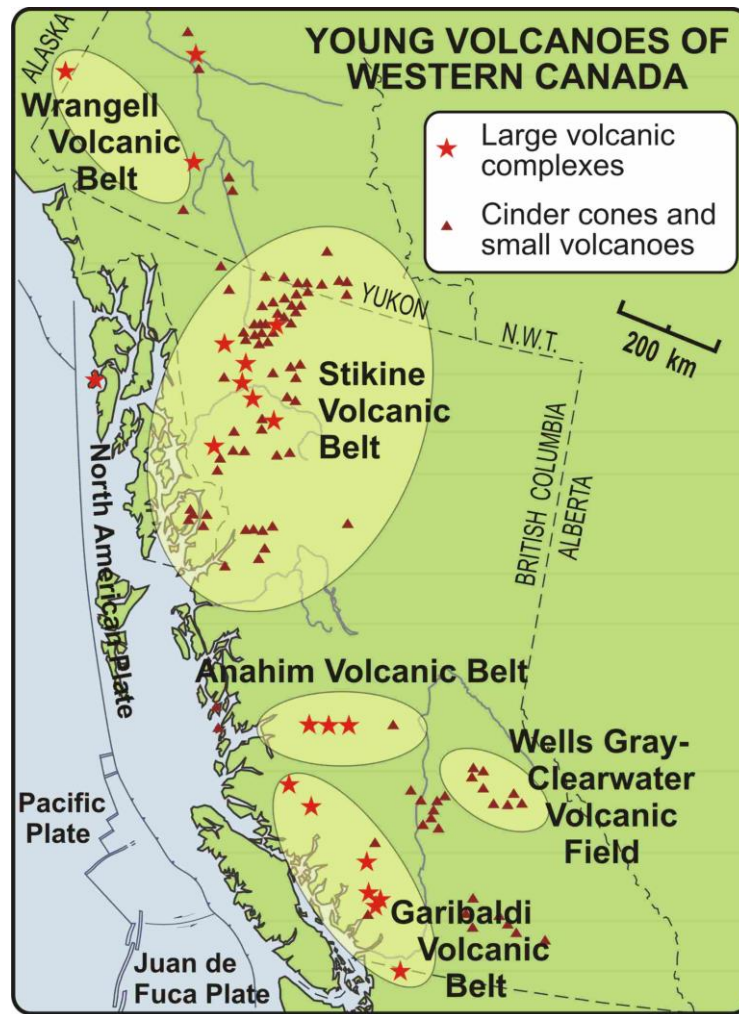 YOUNG VOLCANOES OF
WESTERN CANADA
ALASKA
Wrangell
Volcanic
Belt
Large volcanic
complexes
Cinder cones and
small volcanoes
YUKON
N.W.T.
200 km
Stikine
Volcanic
Belt
BRITISH COLUMBIA
ALBERTA
North American Plate
Anahim Volcanic Belt
Wells Gray-
Clearwater
Volcanic
Field
Pacific
Plate
Garibaldi
Volcanic
Belt
Juan de
Fuca Plate